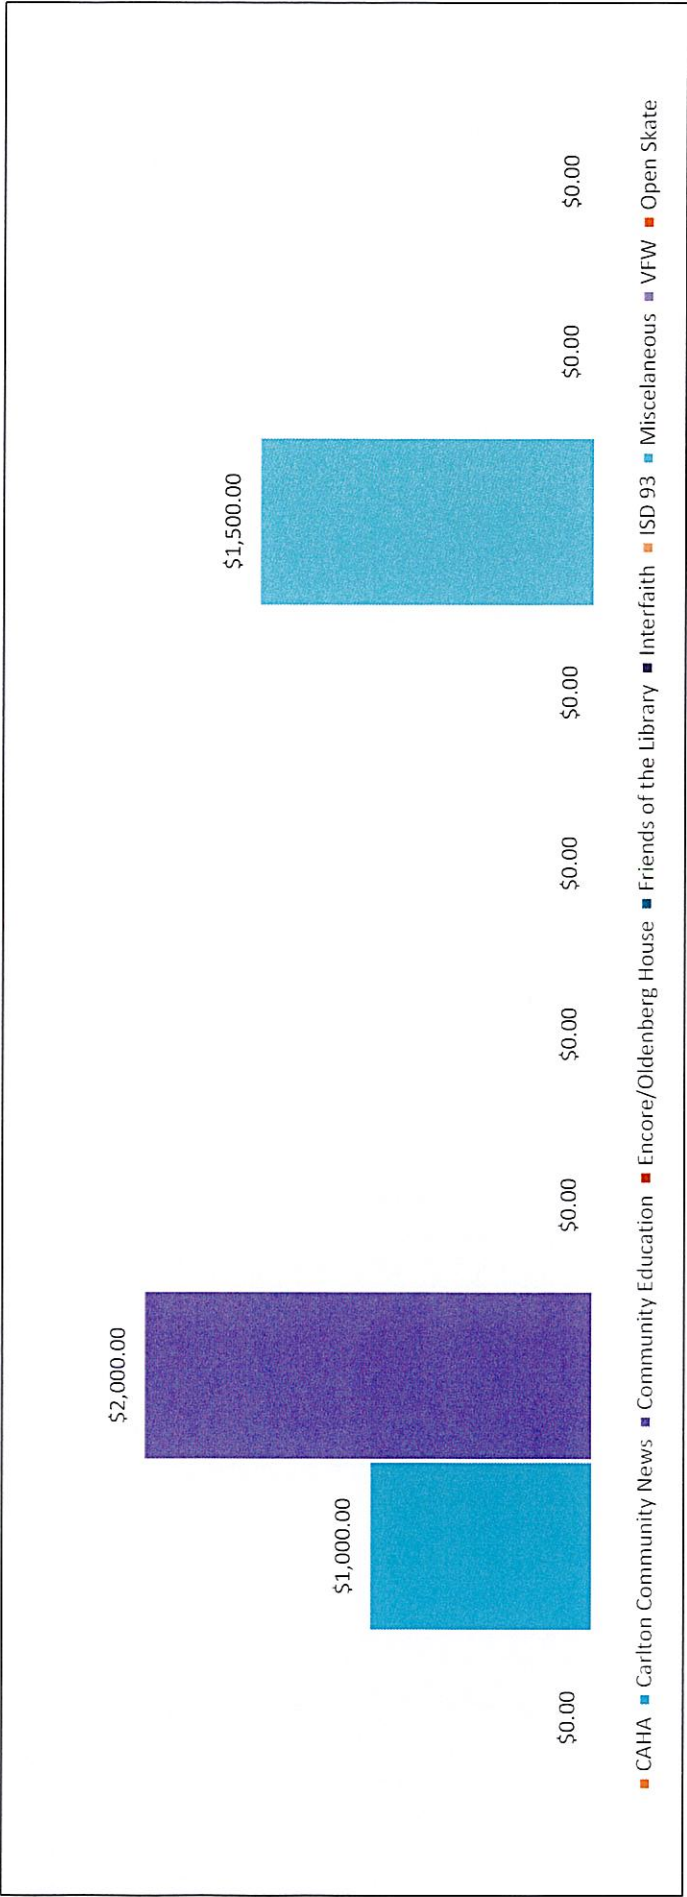 $2,000.00
$1,500.00
$1,000.00
$0.00 $0.00 $0.00 $0.00 $0.00 $0.00 $0.00
CAHA Carlton Community News Community Education Encore/Oldenberg House Friends of the Library Interfaith ISD 93 Miscelaneous VFW Open Skate